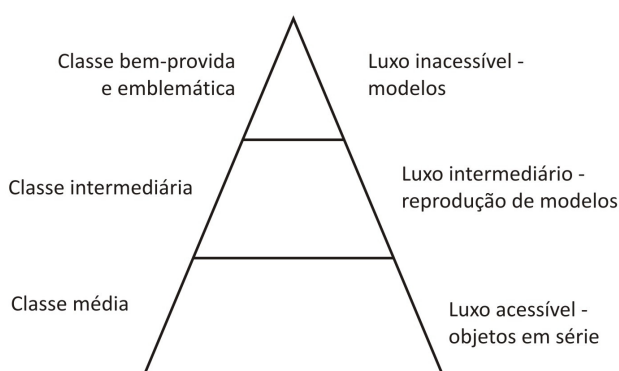 Classe bem-provida
e emblemática
Luxo inacessível -
modelos
Classe intermediária
Luxo intermediário -
reprodução de modelos
Classe média
Luxo acessível -
objetos em série